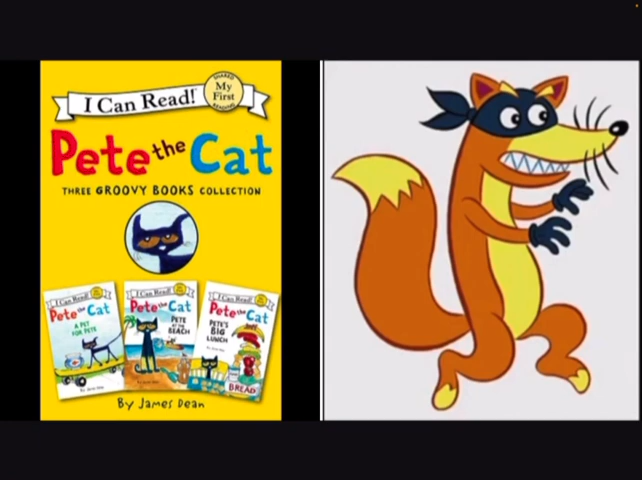 I Can Read!
SHARED
My
First
READING
Pete the Cat
THREE GROOVY BOOKS COLLECTION
I Can Read!
Pete the Cat
A PET
FOR PETE
I Can Read!
Pete the Cat
PETE
AT THE
BEACH
I Can Read!
Pete the Cat
PETE'S
BIG
LUNCH
BREAD
By James Dean